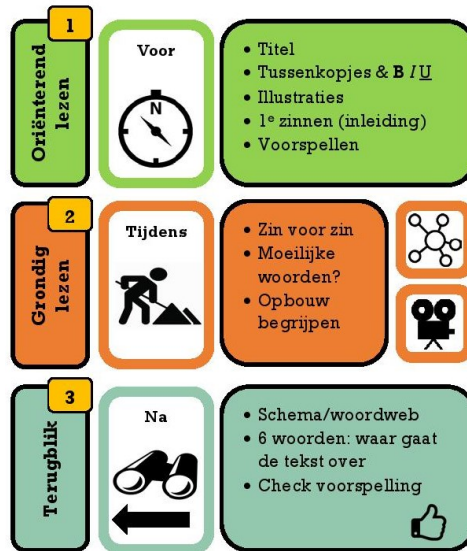 1
Oriënterend
lezen
Voor
N
• Titel
• Tussenkopjes & B I U
• Illustraties
• 1e zinnen (inleiding)
• Voorspellen
2
Grondig
lezen
Tijdens
• Zin voor zin
• Moeilijke
woorden?
• Opbouw
begrijpen
3
Terugblik
Na
• Schema/woordweb
• 6 woorden: waar gaat
de tekst over
• Check voorspelling